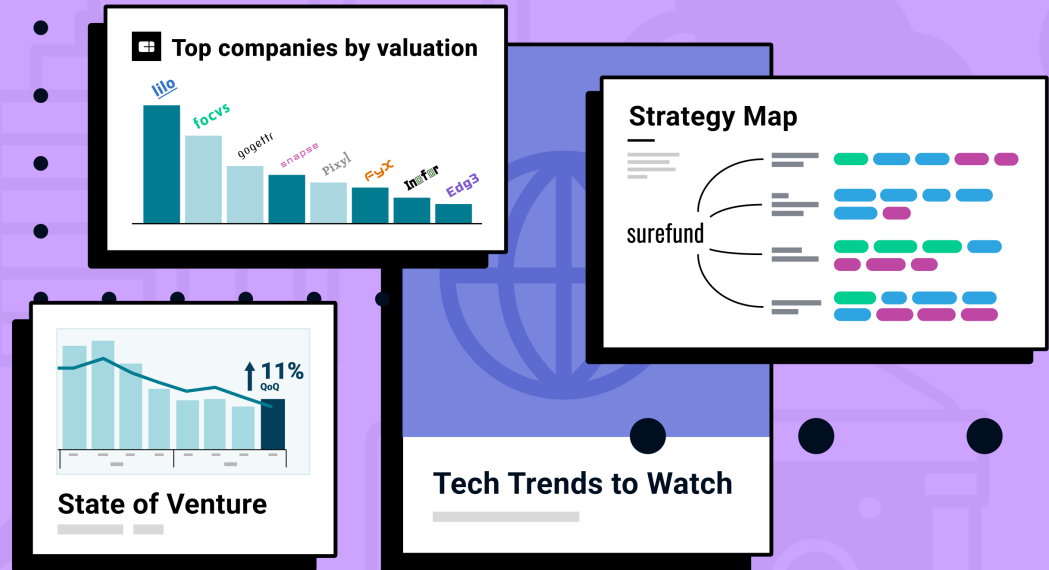 Top companies by valuation
lilo
focvs
gogettr
snapse
Pixyl
FyX
Inofor
Edg3
Strategy Map
surefund
11%
QoQ
State of Venture
Tech Trends to Watch